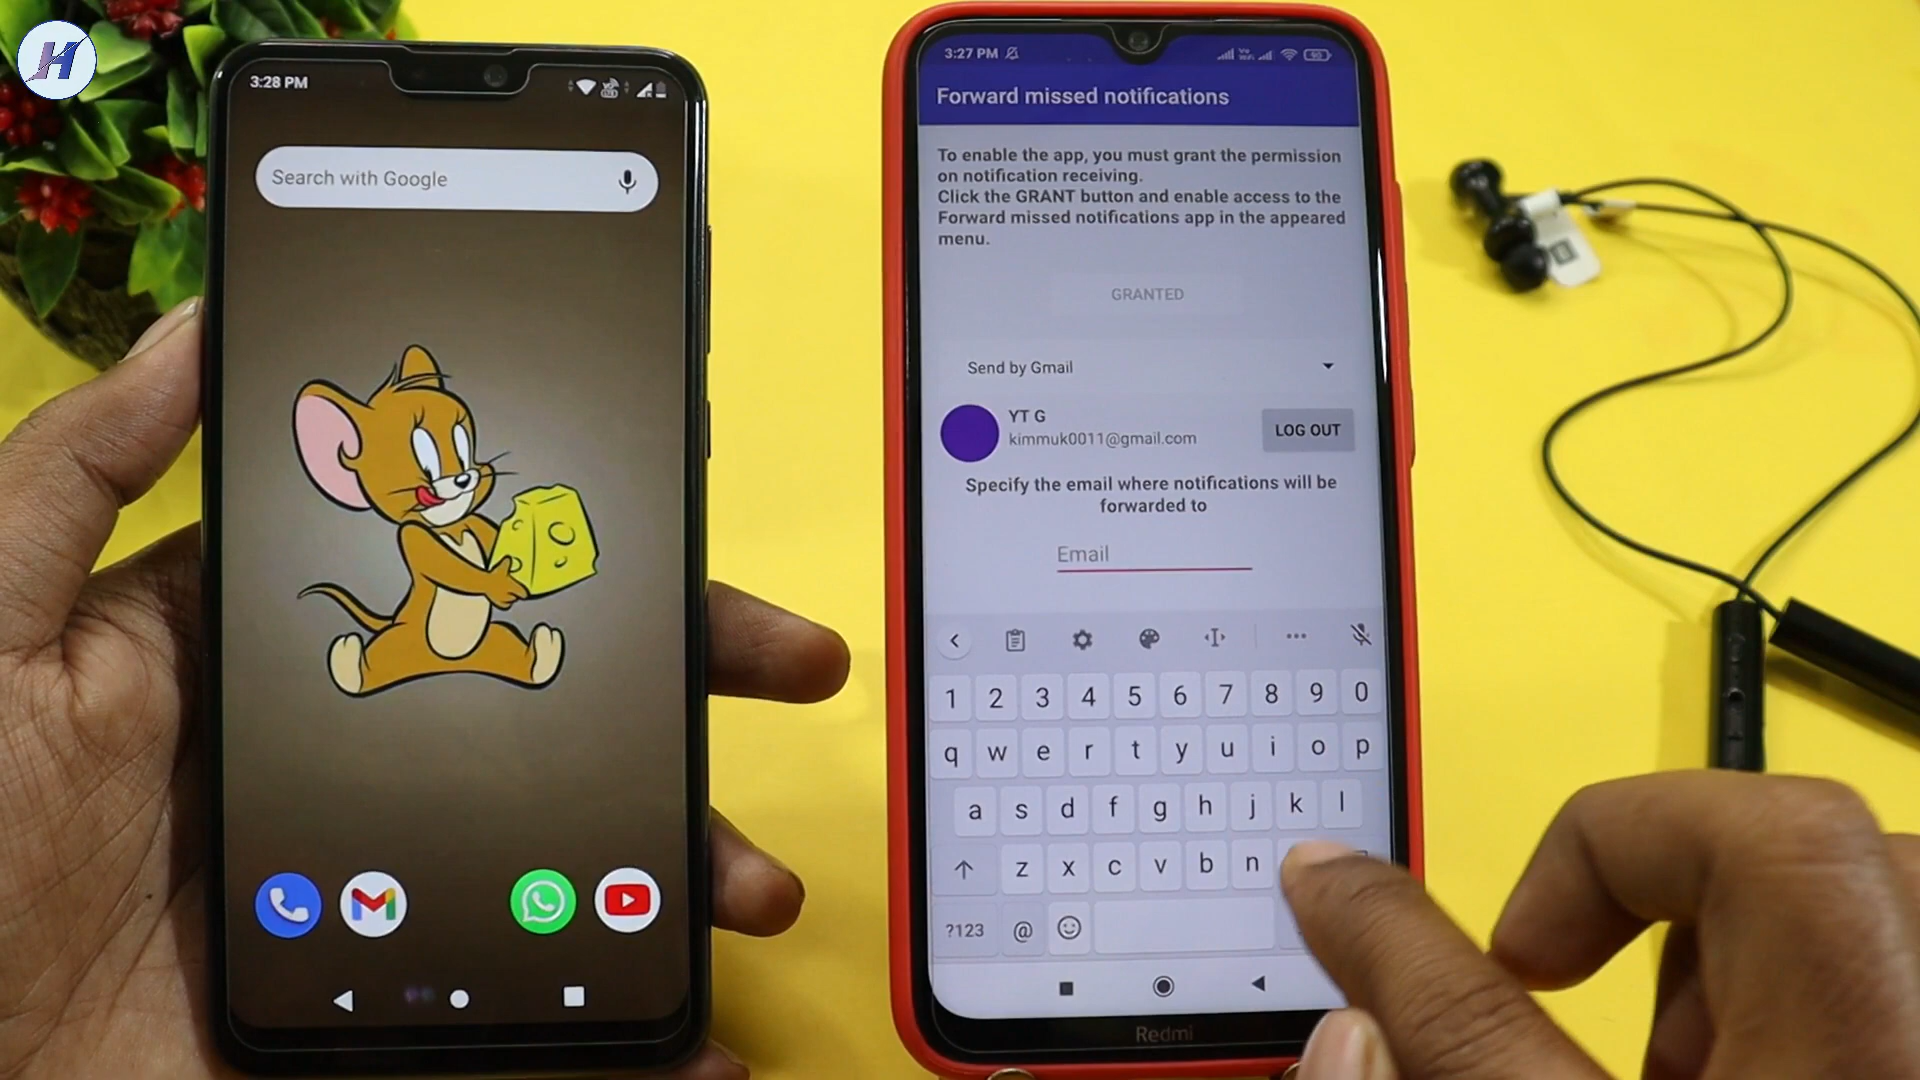 H
3:28 PM
Search with Google
3:27 PM
Forward missed notifications
To enable the app, you must grant the permission
on notification receiving.
Click the GRANT button and enable access to the
Forward missed notifications app in the appeared
menu.
GRANTED
Send by Gmail
YT G
kimmuk0011@gmail.com
LOG OUT
Specify the email where notifications will be
forwarded to
Email
1 2 3 4 5 6 7 8 9 0
q w e r t y u i o p
a s d f g h j k l
z x c v b n
?123 @
Redmi